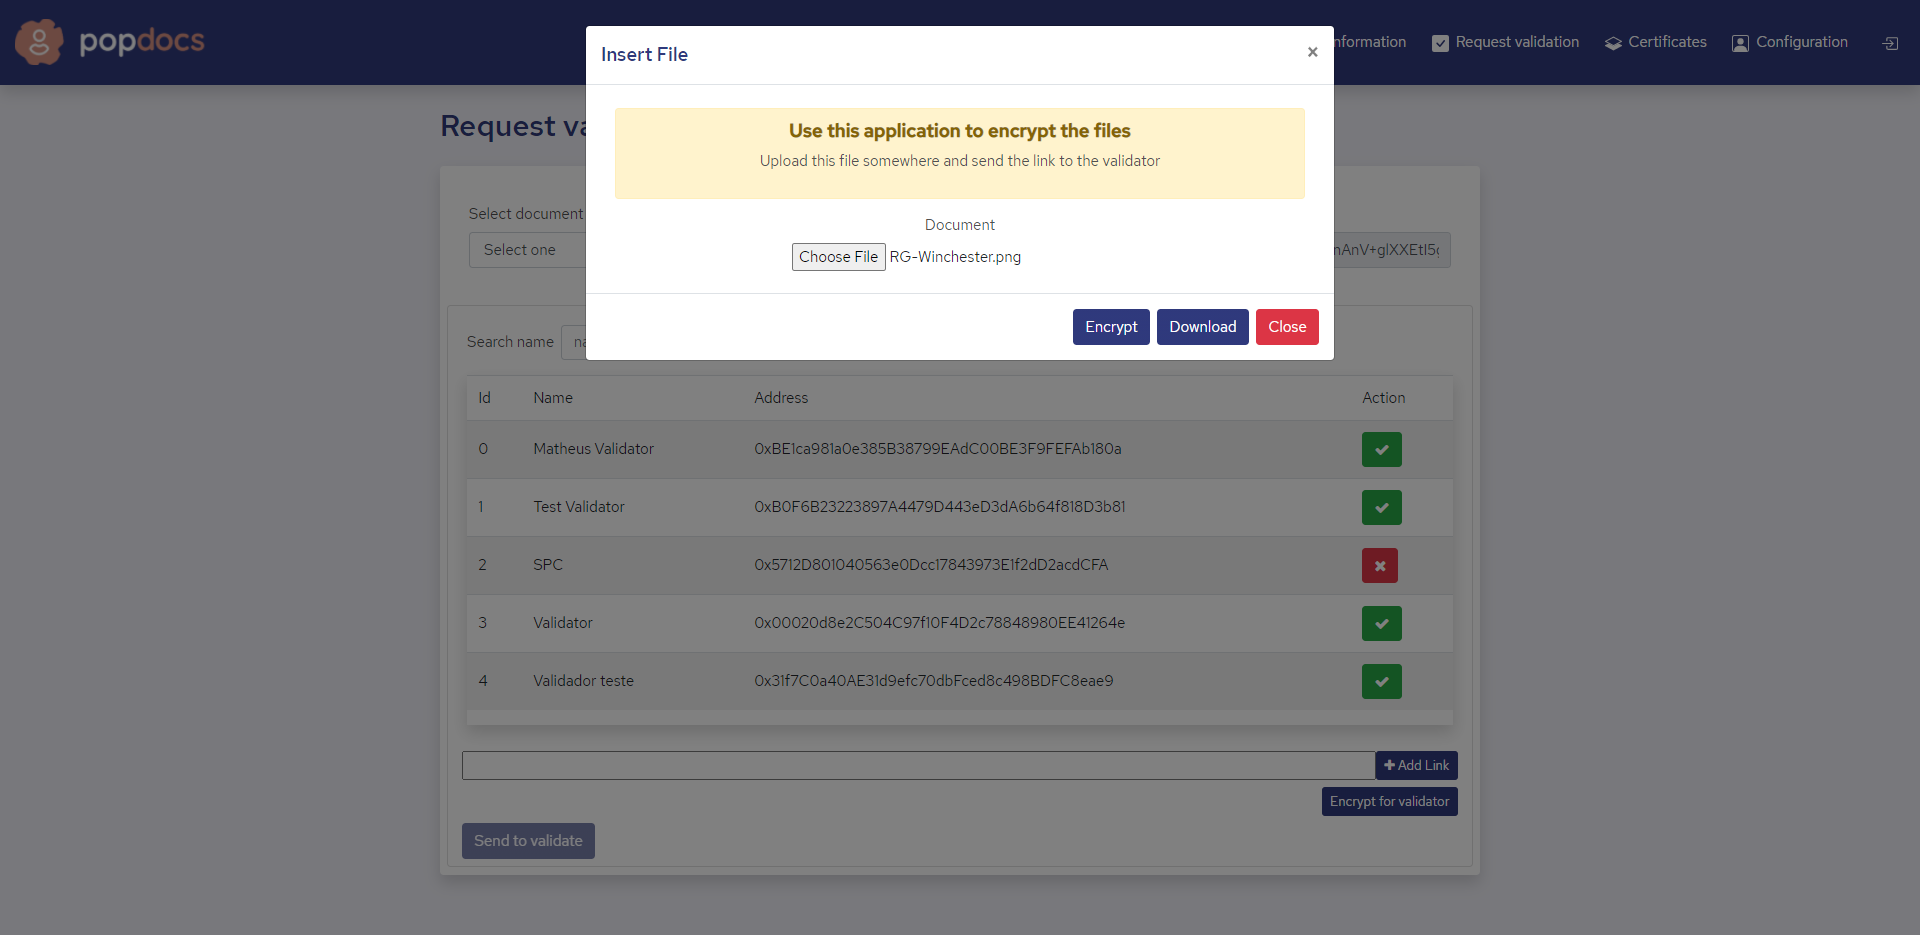 popdocs
nformation
Request validation
Certificates
Configuration
Insert File
×
Use this application to encrypt the files
Upload this file somewhere and send the link to the validator
Document
Choose File RG-Winchester.png
Encrypt
Download
Close
Request va
Select document
Select one
Search name
na
Id Name Address Action
0 Matheus Validator 0xBE1ca981a0e385B38799EAdC00BE3F9FEFAb180a
1 Test Validator 0xB0F6B23223897A4479D443eD3dA6b64f818D3b81
2 SPC 0x5712D801040563e0Dcc17843973E1f2dD2acdCFA
3 Validator 0x00020d8e2C504C97f10F4D2c78848980EE41264e
4 Validador teste 0x31f7C0a40AE31d9efc70dbFced8c498BDFC8eae9
Add Link
Encrypt for validator
Send to validate